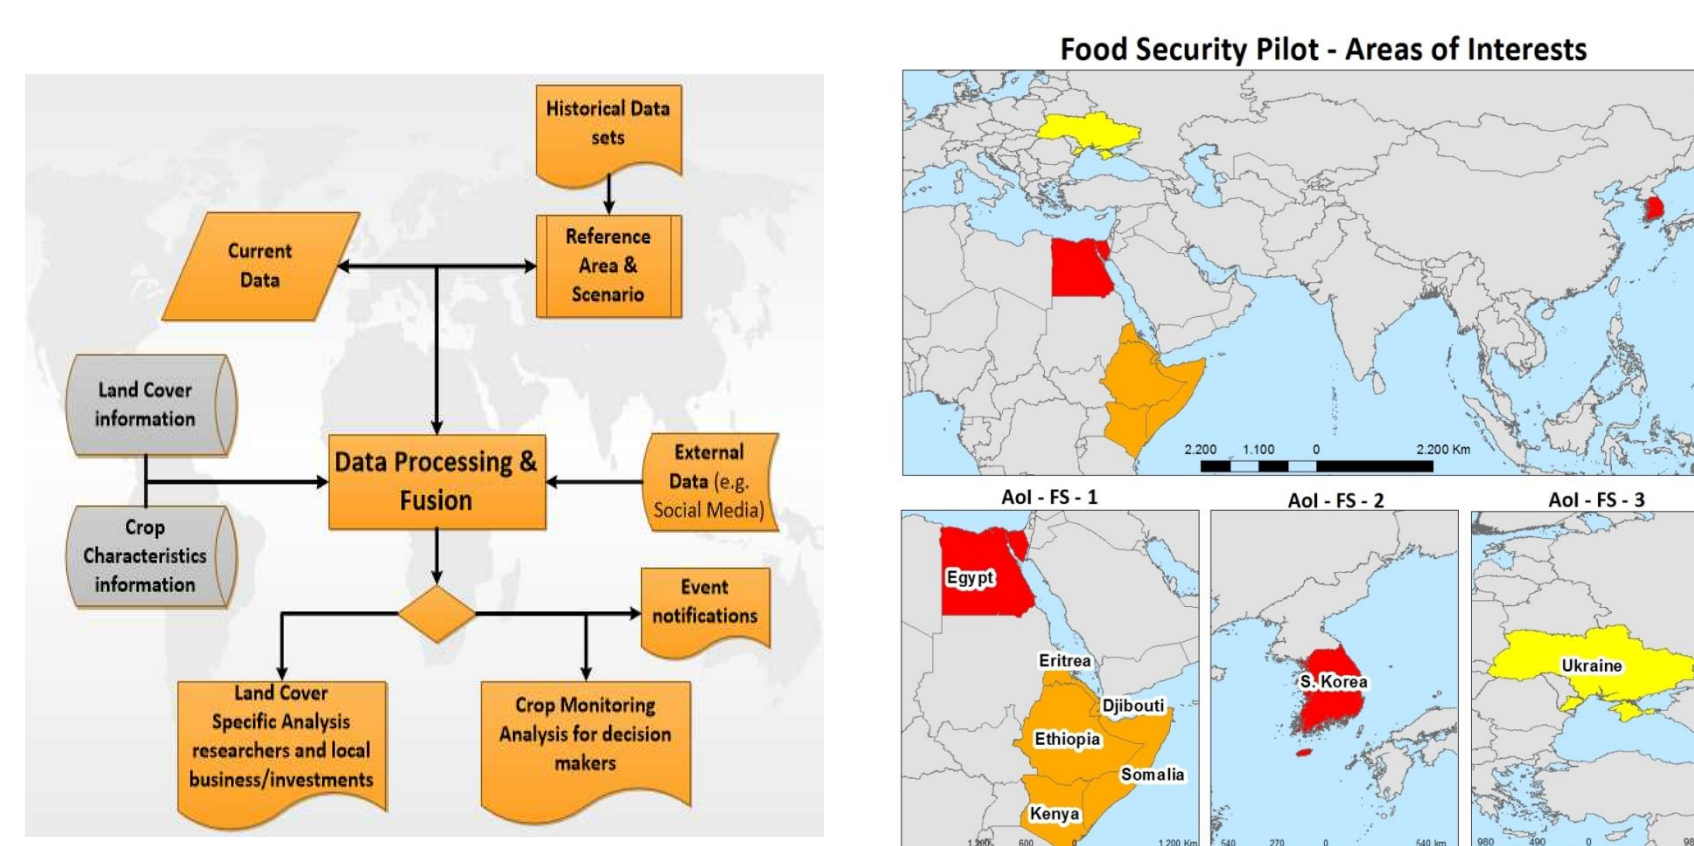 Historical Data
sets
Current
Data
Reference
Area &
Scenario
Land Cover
information
Data Processing &
Fusion
External
Data (e.g.
Social Media)
Crop
Characteristics
information
Event
notifications
Land Cover
Specific Analysis
researchers and local
business/investments
Crop Monitoring
Analysis for decision
makers
Food Security Pilot - Areas of Interests
2.200 1.100 0 2.200 Km
AoI - FS - 1
Egypt
Eritrea
Djibouti
Ethiopia
Somalia
Kenya
600 0 1.200 Km
AoI - FS - 2
S. Korea
540 270 0 540 km
AoI - FS - 3
Ukraine
980 490 0